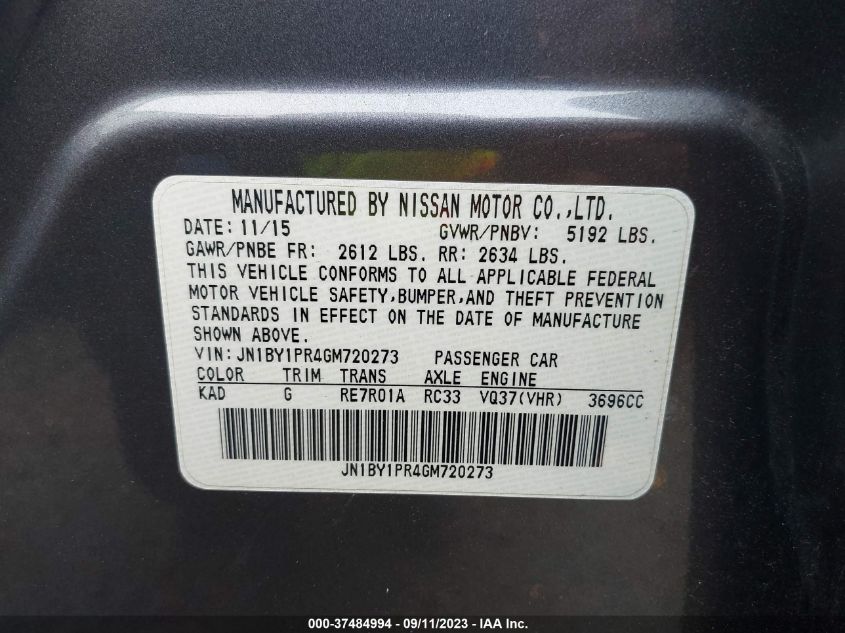 MANUFACTURED BY NISSAN MOTOR CO.,LTD.
DATE: 11/15 GVWR/PNBV: 5192 LBS.
GAWR/PNBE FR: 2612 LBS. RR: 2634 LBS.
THIS VEHICLE CONFORMS TO ALL APPLICABLE FEDERAL
MOTOR VEHICLE SAFETY,BUMPER,AND THEFT PREVENTION
STANDARDS IN EFFECT ON THE DATE OF MANUFACTURE
SHOWN ABOVE.
VIN:JN1BY1PR4GM720273 PASSENGER CAR
COLOR TRIM TRANS AXLE ENGINE
KAD G RE7R01A RC33 VQ37(VHR) 3696CC
JN1BY1PR4GM720273
000-37484994 - 09/11/2023 - IAA Inc.